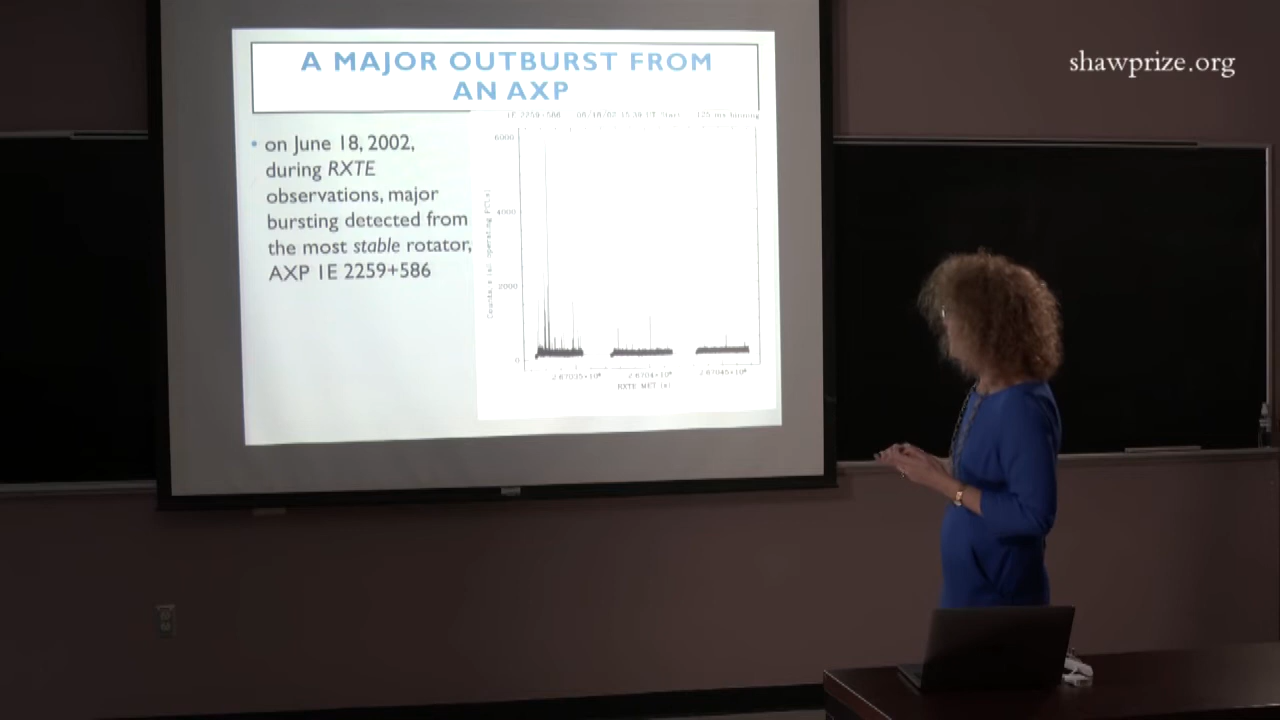 shawprize.org
A MAJOR OUTBURST FROM
AN AXP
• on June 18, 2002,
during RXTE
observations, major
bursting detected from
the most stable rotator,
AXP 1E 2259+586
6000
4000
2000
0
RXTE MET (s)